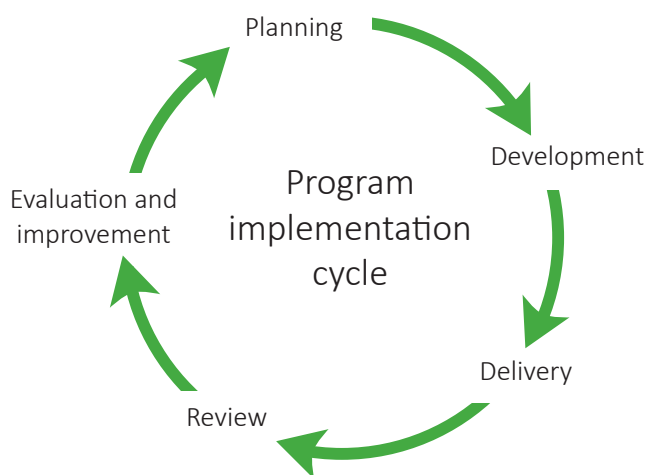 Planning
Development
Program
implementation
cycle
Evaluation and
improvement
Delivery
Review